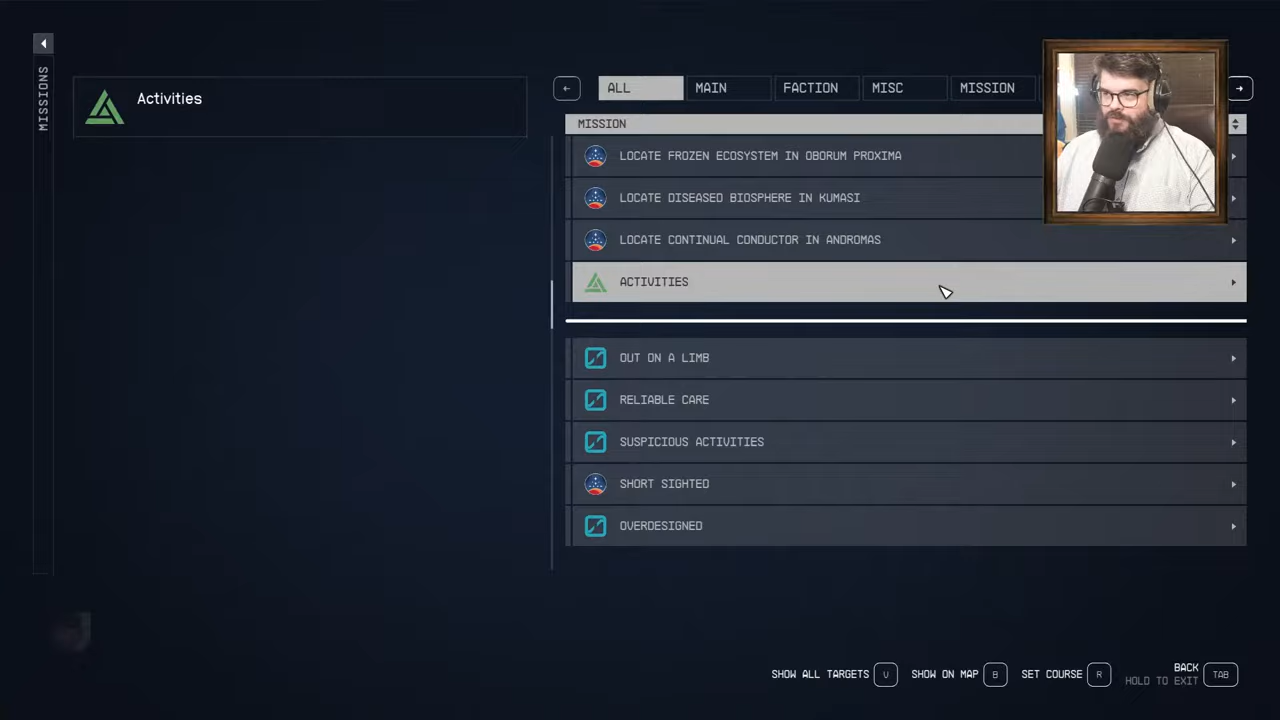 MISSIONS
Activities
ALL MAIN FACTION MISC MISSION
MISSION
LOCATE FROZEN ECOSYSTEM IN OBORUM PROXIMA
LOCATE DISEASED BIOSPHERE IN KUMASI
LOCATE CONTINUAL CONDUCTOR IN ANDROMAS
ACTIVITIES
OUT ON A LIMB
RELIABLE CARE
SUSPICIOUS ACTIVITIES
SHORT SIGHTED
OVERDESIGNED
SHOW ALL TARGETS V SHOW ON MAP B SET COURSE R BACK TAB
HOLD TO EXIT